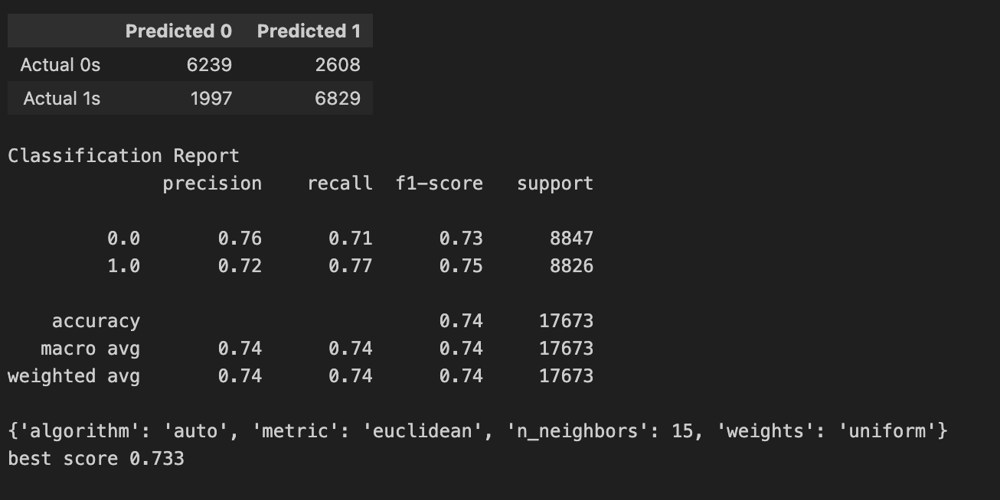 Predicted 0 Predicted 1
Actual 0s 6239 2608
Actual 1s 1997 6829
Classification Report
precision recall f1-score support
0.0 0.76 0.71 0.73 8847
1.0 0.72 0.77 0.75 8826
accuracy 0.74 17673
macro avg 0.74 0.74 0.74 17673
weighted avg 0.74 0.74 0.74 17673
{'algorithm': 'auto', 'metric': 'euclidean', 'n_neighbors': 15, 'weights': 'uniform'}
best score 0.733